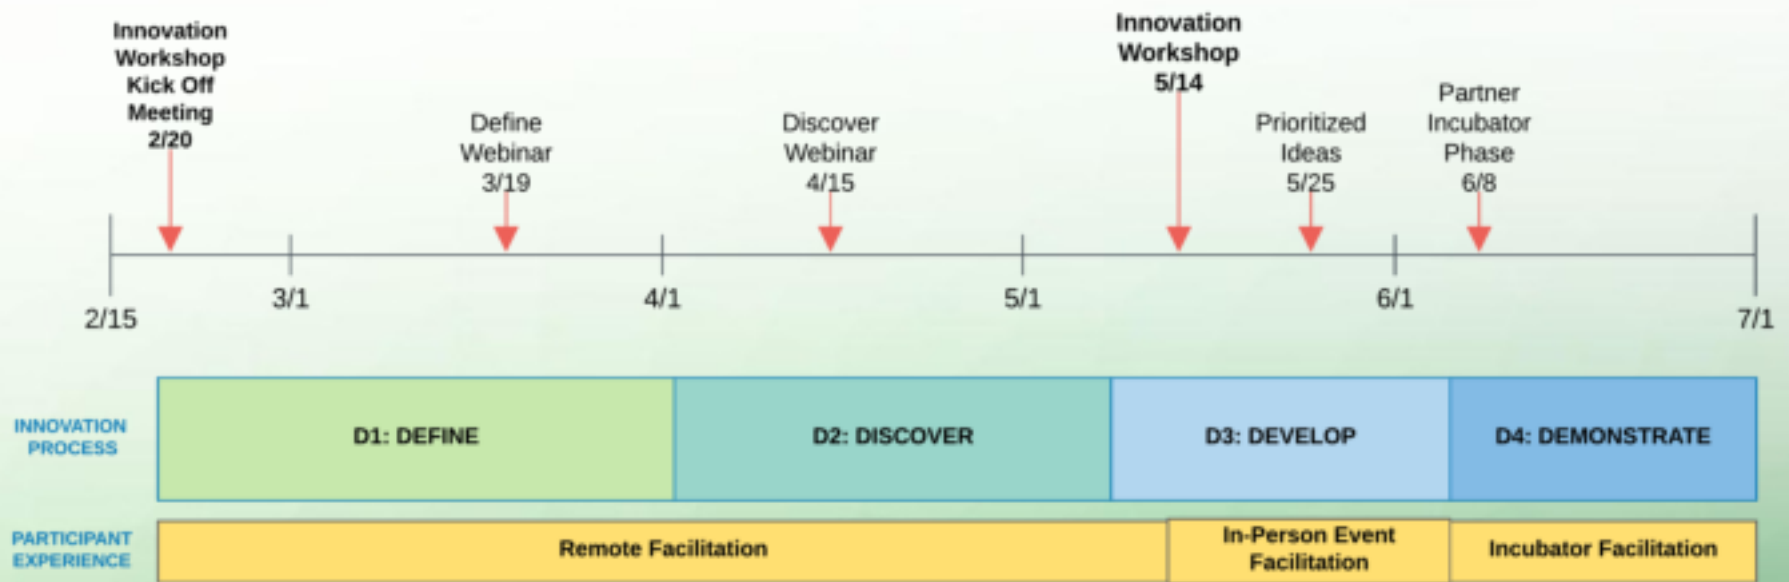 Innovation
Workshop
Kick Off
Meeting
2/20
Define
Webinar
3/19
Discover
Webinar
4/15
Innovation
Workshop
5/14
Prioritized
Ideas
5/25
Partner
Incubator
Phase
6/8
2/15
3/1
4/1
5/1
6/1
7/1
INNOVATION
PROCESS
D1: DEFINE
D2: DISCOVER
D3: DEVELOP
D4: DEMONSTRATE
PARTICIPANT
EXPERIENCE
Remote Facilitation
In-Person Event
Facilitation
Incubator Facilitation